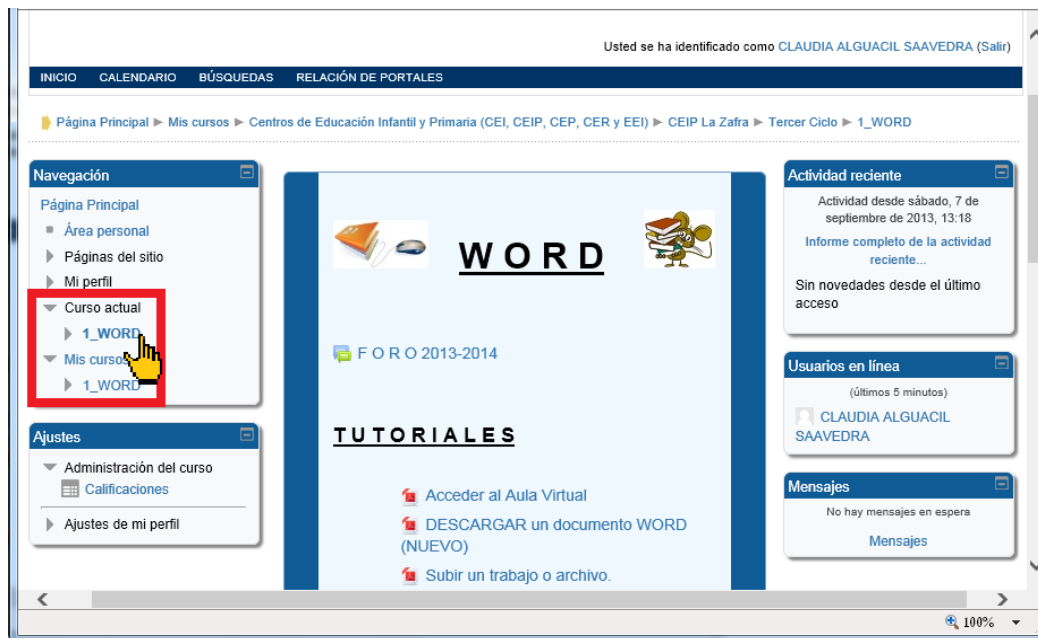 Usted se ha identificado como CLAUDIA ALGUACIL SAAVEDRA (Salir)
INICIO CALENDARIO BÚSQUEDAS RELACIÓN DE PORTALES
Página Principal ► Mis cursos ► Centros de Educación Infantil y Primaria (CEI, CEIP, CEP, CER y EEI) ► CEIP La Zafra ► Tercer Ciclo ► 1_WORD
Navegación
Página Principal
Área personal
Páginas del sitio
Mi perfil
Curso actual
1_WORD
Mis cursos
1_WORD
Ajustes
Administración del curso
Calificaciones
Ajustes de mi perfil
W O R D
F O R O 2013-2014
T U T O R I A L E S
Acceder al Aula Virtual
DESCARGAR un documento WORD
(NUEVO)
Subir un trabajo o archivo.
Actividad reciente
Actividad desde sábado, 7 de
septiembre de 2013, 13:18
Informe completo de la actividad
reciente...
Sin novedades desde el último
acceso
Usuarios en línea
(últimos 5 minutos)
CLAUDIA ALGUACIL
SAAVEDRA
Mensajes
No hay mensajes en espera
Mensajes
100%